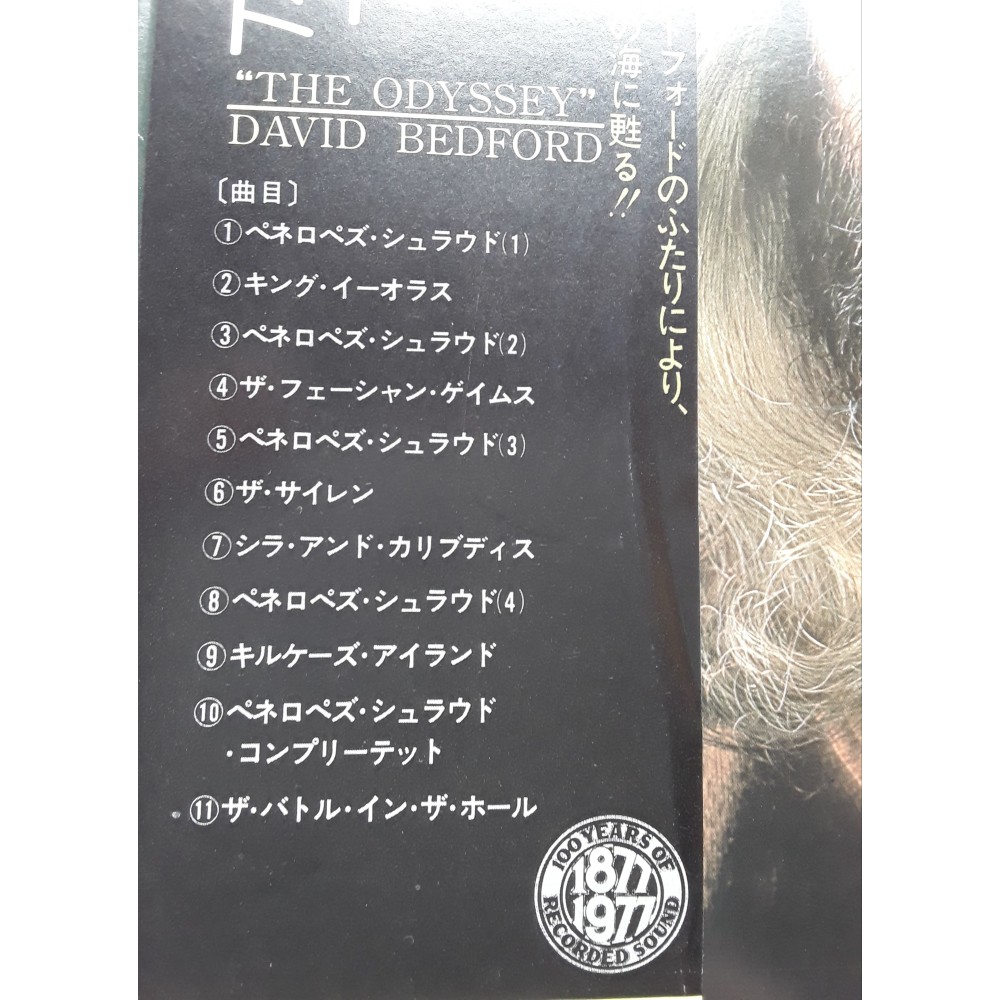 ードのふたりにより、
の海に甦る!!
"THE ODYSSEY"
DAVID BEDFORD
〔曲目〕
①ペネロペズ・シュラウド(1)
②キング・イーオラス
③ペネロペズ・シュラウド(2)
④ザ・フェーシャン・ゲイムス
⑤ペネロペズ・シュラウド(3)
⑥ザ・サイレン
⑦シラ・アンド・カリブディス
⑧ペネロペズ・シュラウド(4)
⑨キルケーズ・アイランド
⑩ペネロペズ・シュラウド
・コンプリーテット
⑪ザ・バトル・イン・ザ・ホール
100 YEARS OF
1877
1977
RECORDED SOUND